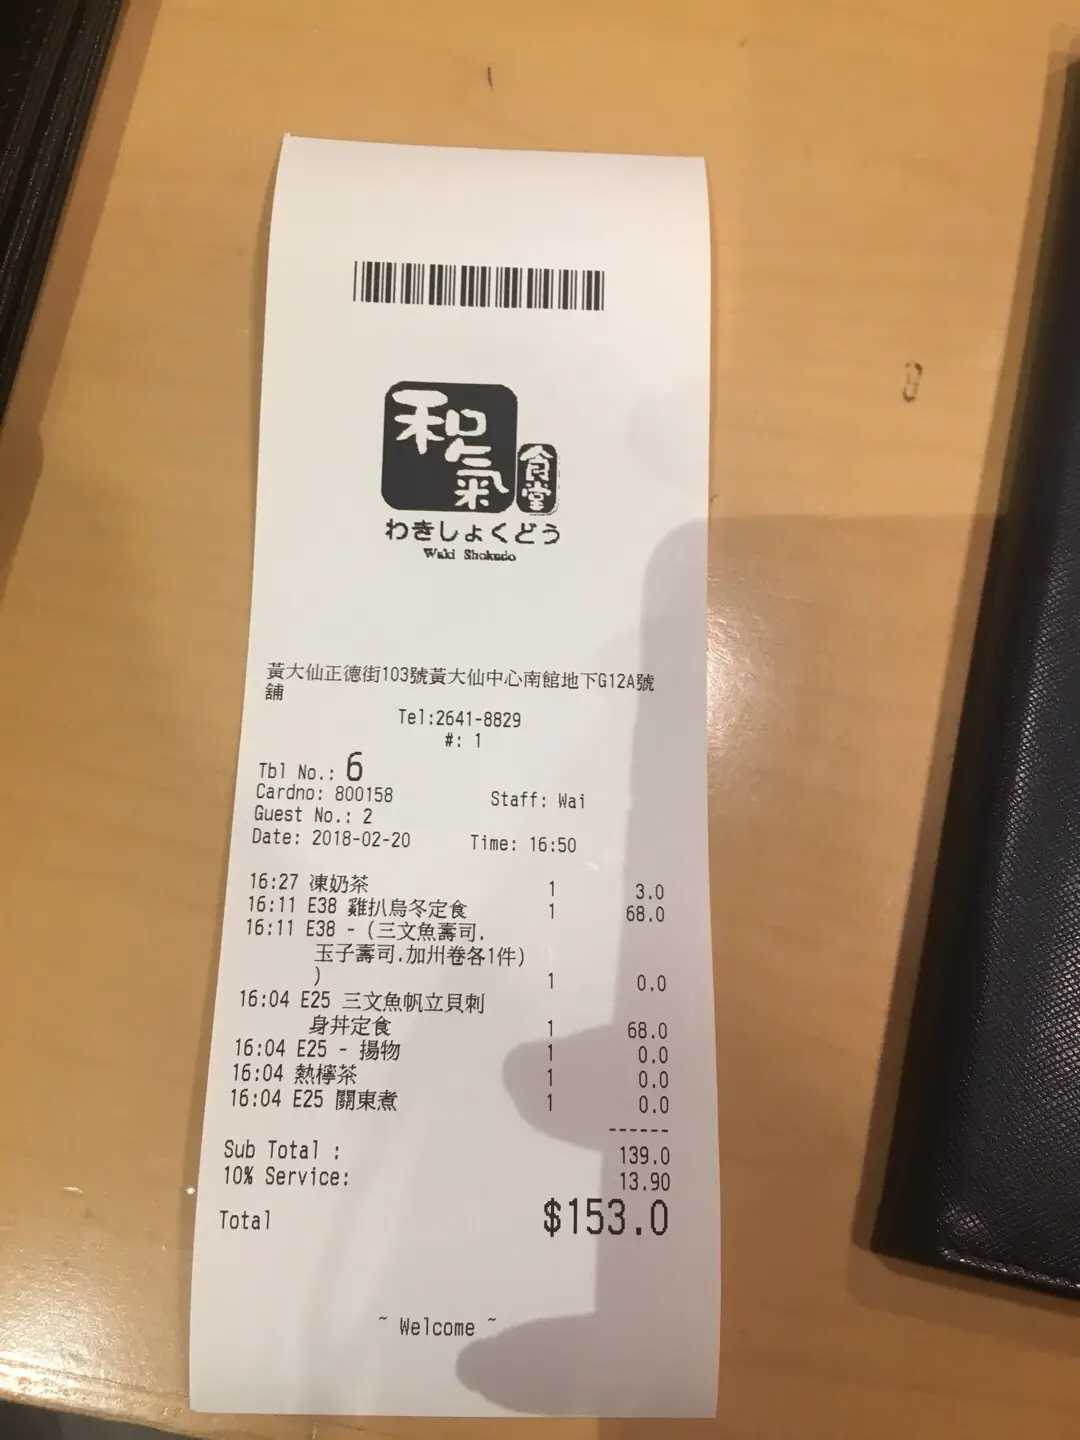 和氣食堂
わきしょくどう
Waki Shokudo
黃大仙正德街103號黃大仙中心南館地下G12A號
舖
Tel:2641-8829
#: 1
Tbl No.: 6
Cardno: 800158 Staff: Wai
Guest No.: 2
Date: 2018-02-20 Time: 16:50
16:27 凍奶茶 1 3.0
16:11 E38 雞扒烏冬定食 1 68.0
16:11 E38 - (三文魚壽司.
玉子壽司.加州卷各1件)
) 1 0.0
16:04 E25 三文魚帆立貝刺
身丼定食 1 68.0
16:04 E25 - 揚物 1 0.0
16:04 熱檸茶 1 0.0
16:04 E25 關東煮 1 0.0
------
Sub Total : 139.0
10% Service: 13.90
Total $153.0
~ Welcome ~